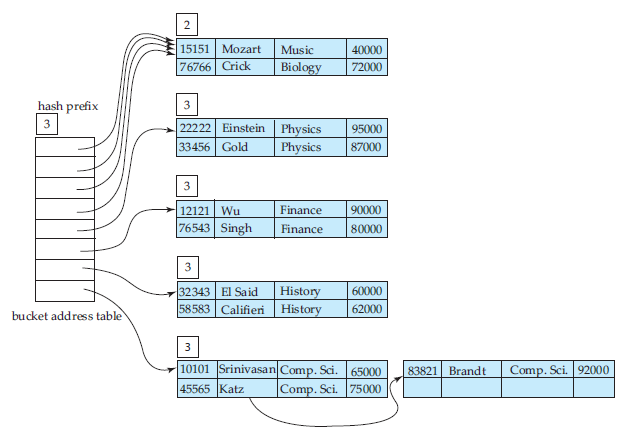 2
15151 Mozart Music 40000
76766 Crick Biology 72000
hash prefix
3
3
22222 Einstein Physics 95000
33456 Gold Physics 87000
3
12121 Wu Finance 90000
76543 Singh Finance 80000
3
32343 El Said History 60000
58583 Califieri History 62000
bucket address table
3
10101 Srinivasan Comp. Sci. 65000
45565 Katz Comp. Sci. 75000
83821 Brandt Comp. Sci. 92000